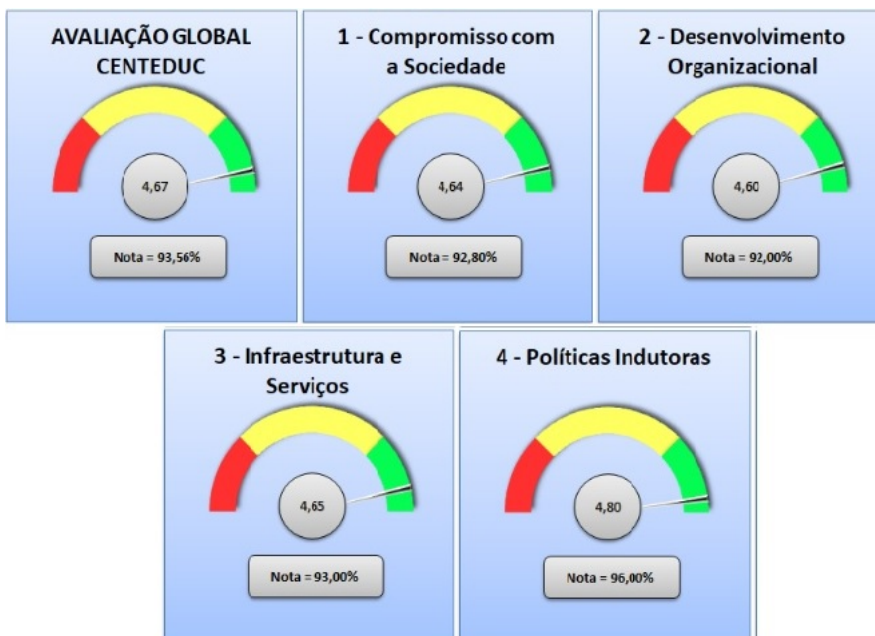 AVALIAÇÃO GLOBAL
CENTEDUC
4,67
Nota = 93,56%
1 - Compromisso com
a Sociedade
4,64
Nota = 92,80%
2 - Desenvolvimento
Organizacional
4,60
Nota = 92,00%
3 - Infraestrutura e
Serviços
4,65
Nota = 93,00%
4 - Políticas Indutoras
4,80
Nota = 96,00%